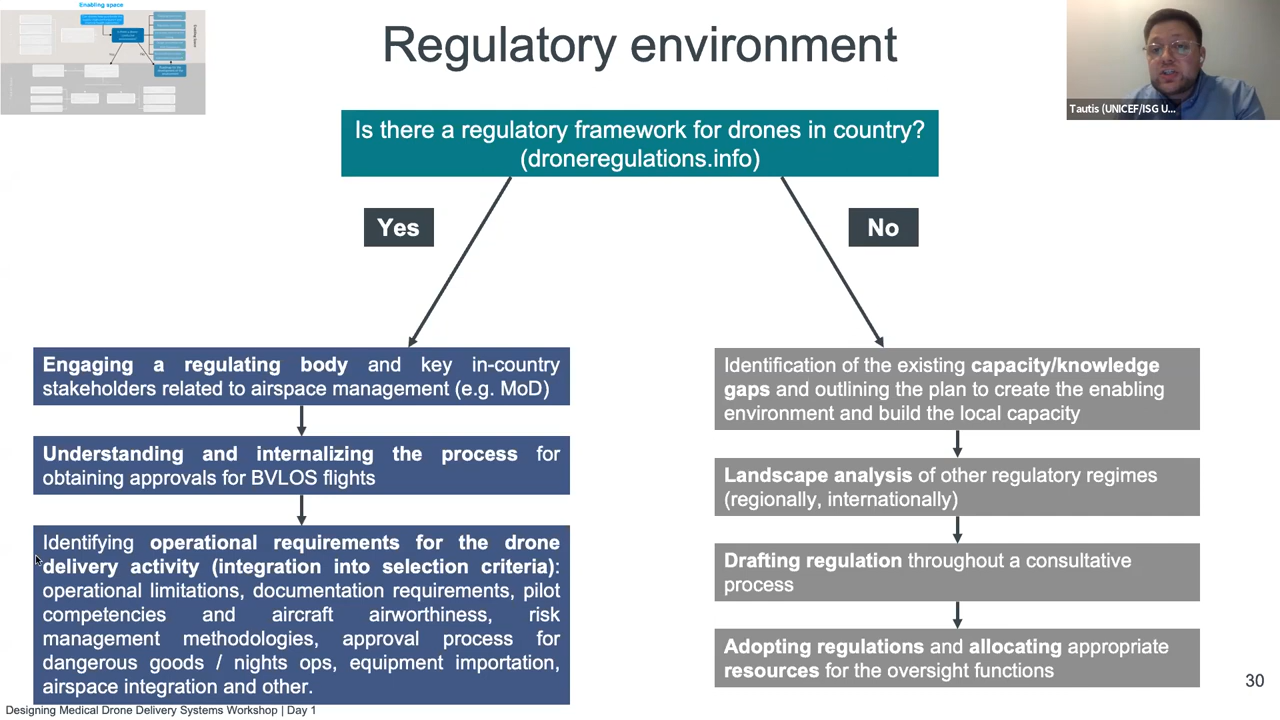 Enabling space
Regulatory environment
Tautis (UNICEF/ISG U...
Is there a regulatory framework for drones in country?
(droneregulations.info)
Yes
No
Engaging a regulating body and key in-country
stakeholders related to airspace management (e.g. MoD)
Understanding and internalizing the process for
obtaining approvals for BVLOS flights
Identifying operational requirements for the drone
delivery activity (integration into selection criteria):
operational limitations, documentation requirements, pilot
competencies and aircraft airworthiness, risk
management methodologies, approval process for
dangerous goods / nights ops, equipment importation,
airspace integration and other.
Identification of the existing capacity/knowledge
gaps and outlining the plan to create the enabling
environment and build the local capacity
Landscape analysis of other regulatory regimes
(regionally, internationally)
Drafting regulation throughout a consultative
process
Adopting regulations and allocating appropriate
resources for the oversight functions
30
Designing Medical Drone Delivery Systems Workshop | Day 1